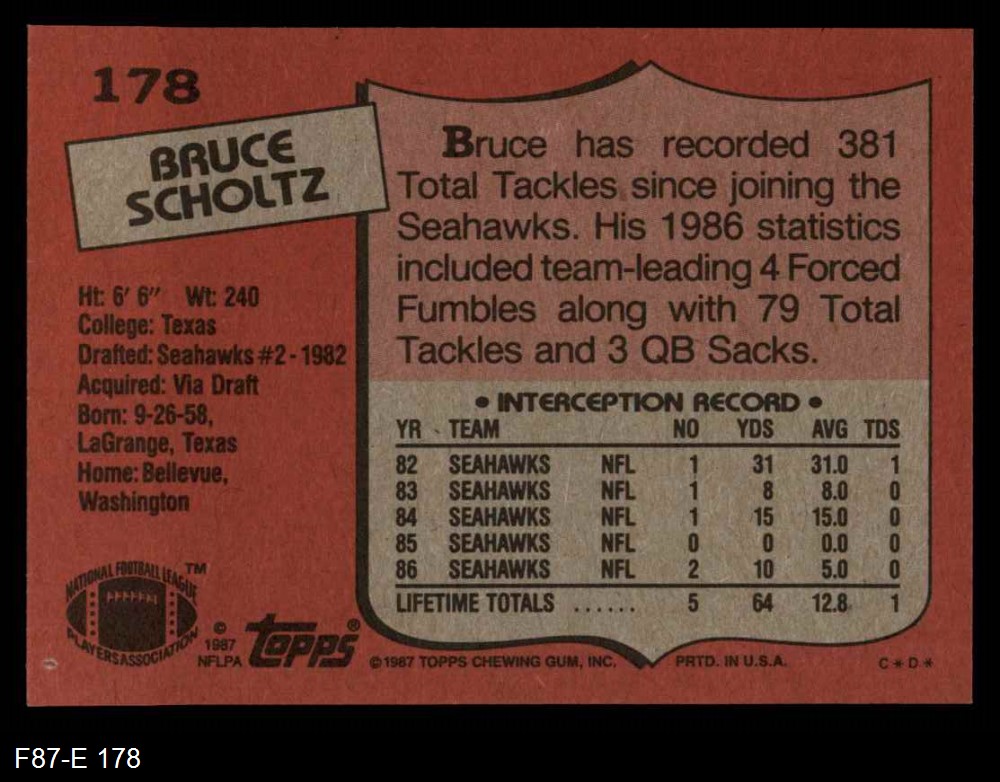 178
BRUCE
SCHOLTZ
Ht: 6' 6" Wt: 240
College: Texas
Drafted: Seahawks #2 - 1982
Acquired: Via Draft
Born: 9-26-58,
LaGrange, Texas
Home: Bellevue,
Washington
Bruce has recorded 381
Total Tackles since joining the
Seahawks. His 1986 statistics
included team-leading 4 Forced
Fumbles along with 79 Total
Tackles and 3 QB Sacks.
• INTERCEPTION RECORD •
YR TEAM NO YDS AVG TDS
82 SEAHAWKS NFL 1 31 31.0 1
83 SEAHAWKS NFL 1 8 8.0 0
84 SEAHAWKS NFL 1 15 15.0 0
85 SEAHAWKS NFL 0 0 0.0 0
86 SEAHAWKS NFL 2 10 5.0 0
LIFETIME TOTALS ...... 5 64 12.8 1
NATIONAL FOOTBALL LEAGUE ™
PLAYERS ASSOCIATION
©
1987
NFLPA
topps®
© 1987 TOPPS CHEWING GUM, INC. PRTD. IN U.S.A. C * D *
F87-E 178